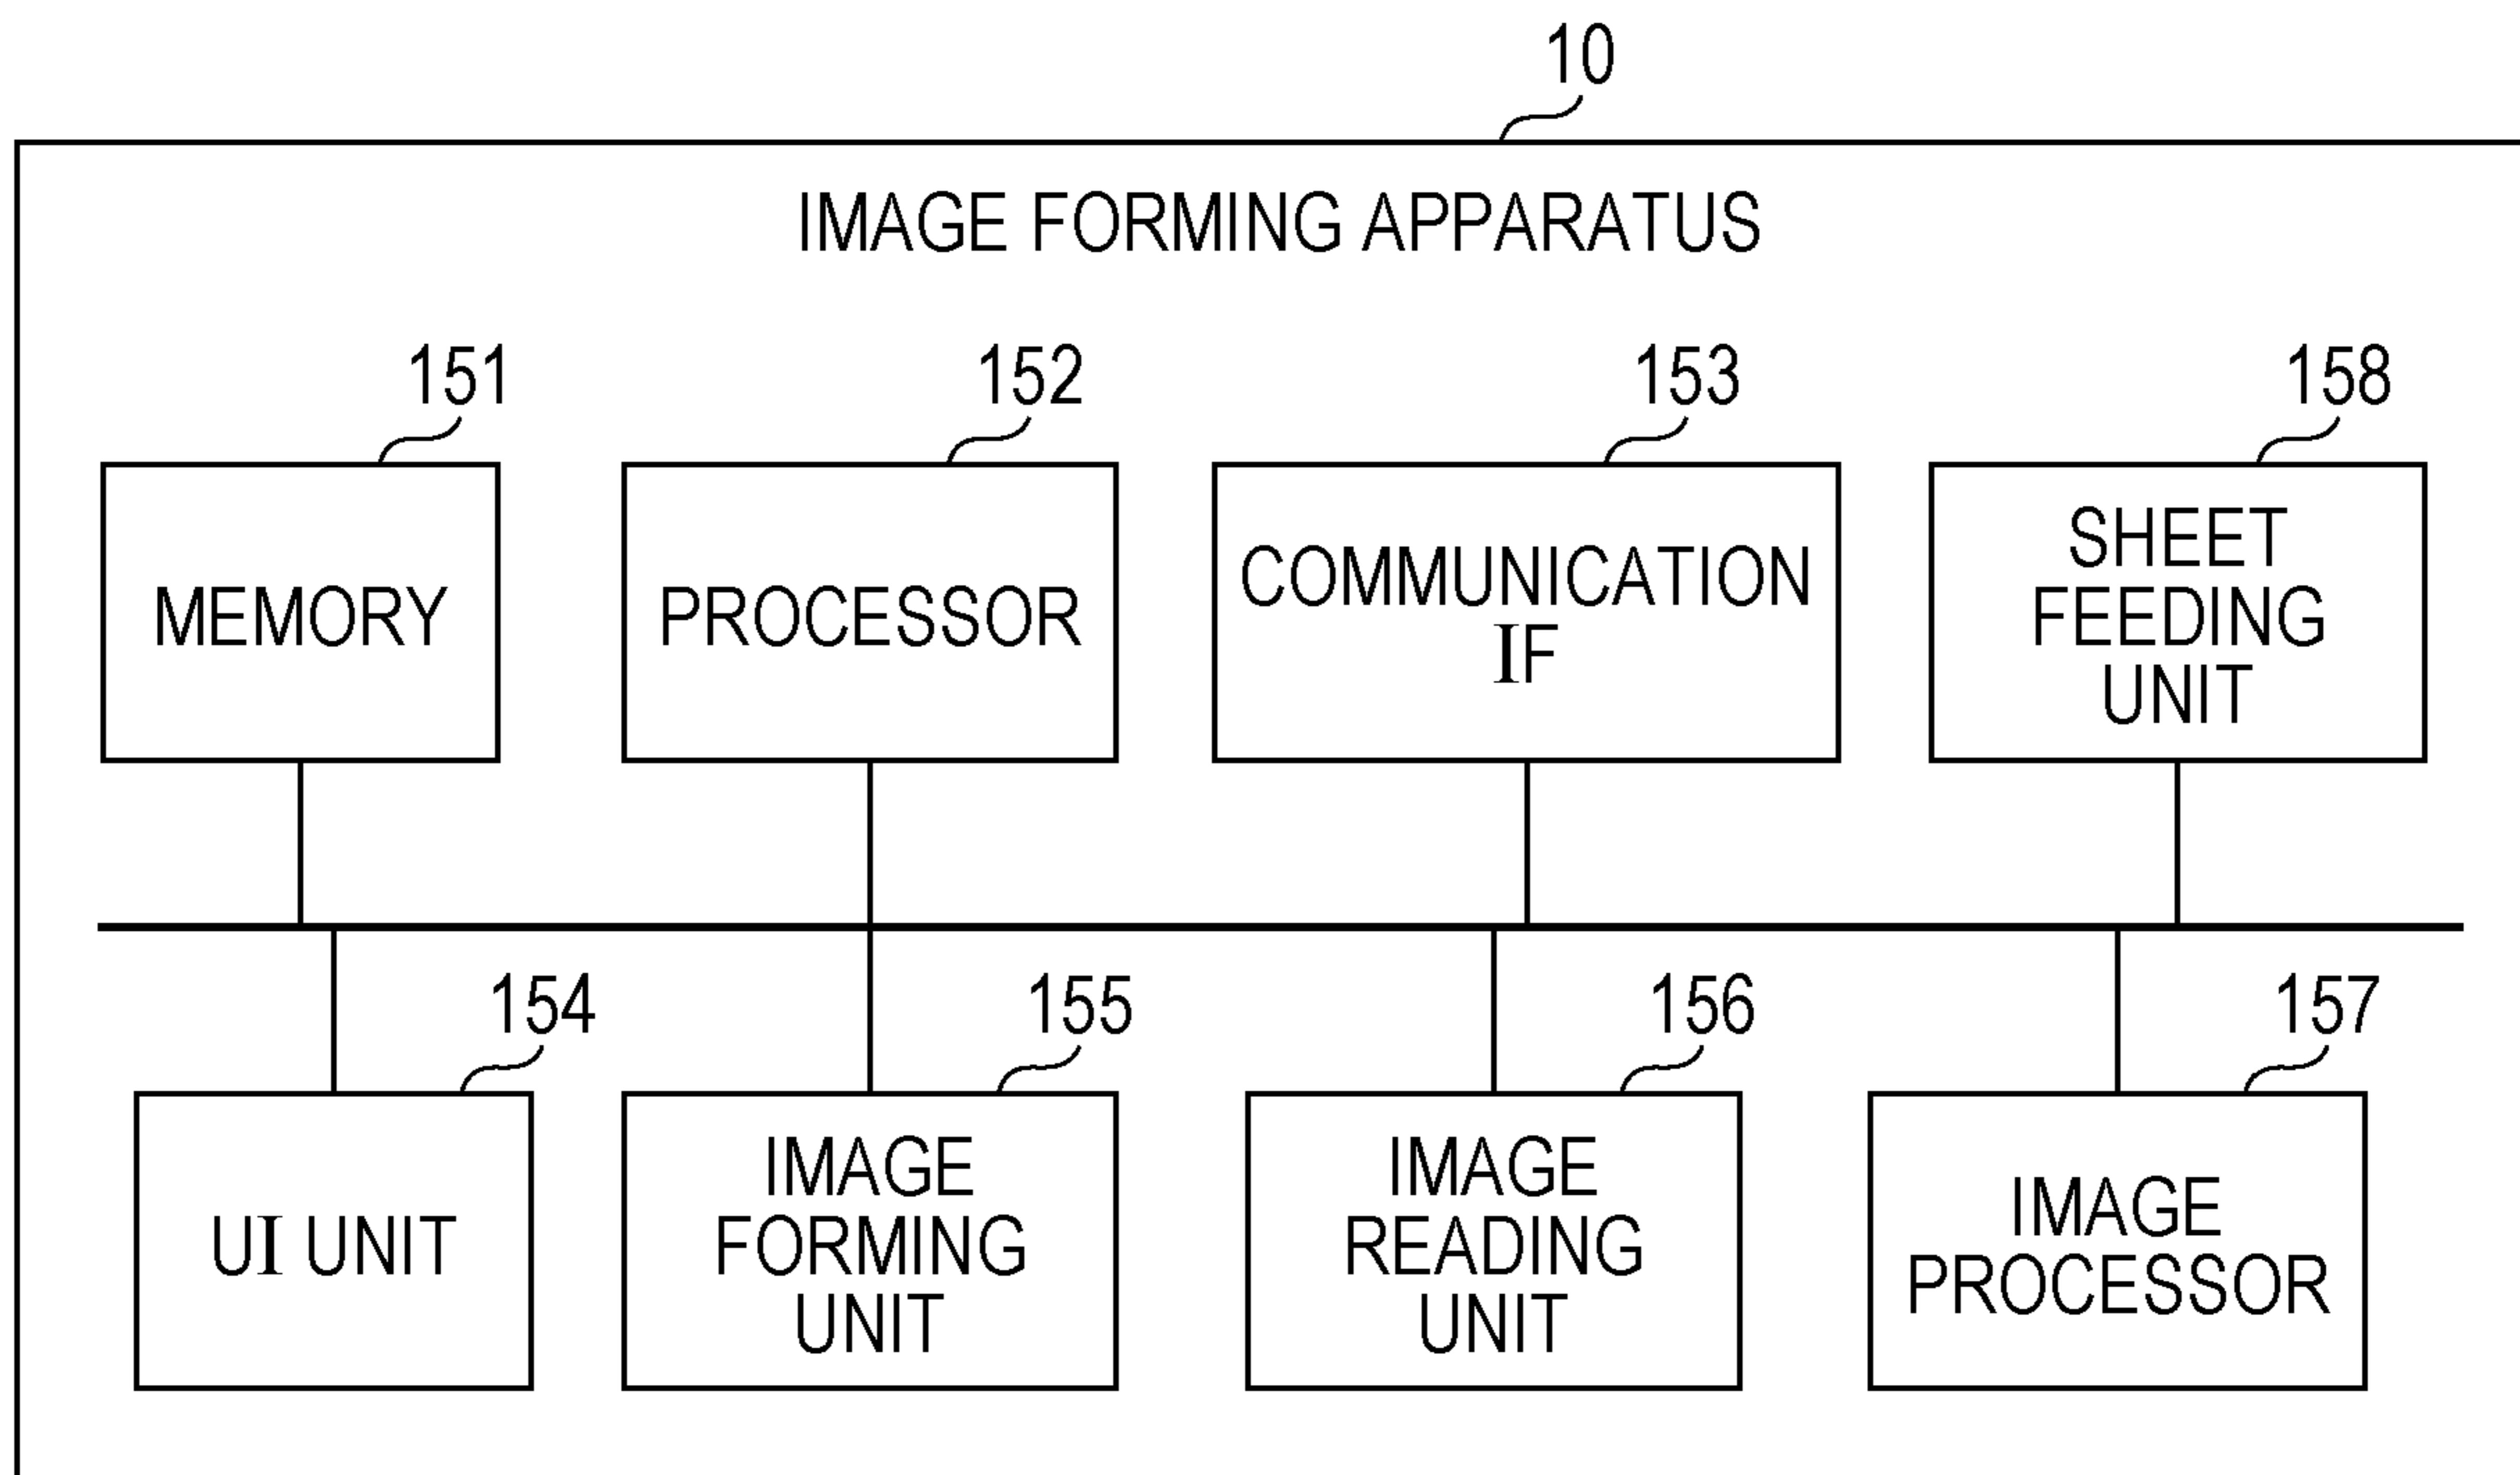 10
IMAGE FORMING APPARATUS
151
152
153
158
MEMORY
PROCESSOR
COMMUNICATION
IF
SHEET
FEEDING
UNIT
154
155
156
157
UI UNIT
IMAGE
FORMING
UNIT
IMAGE
READING
UNIT
IMAGE
PROCESSOR